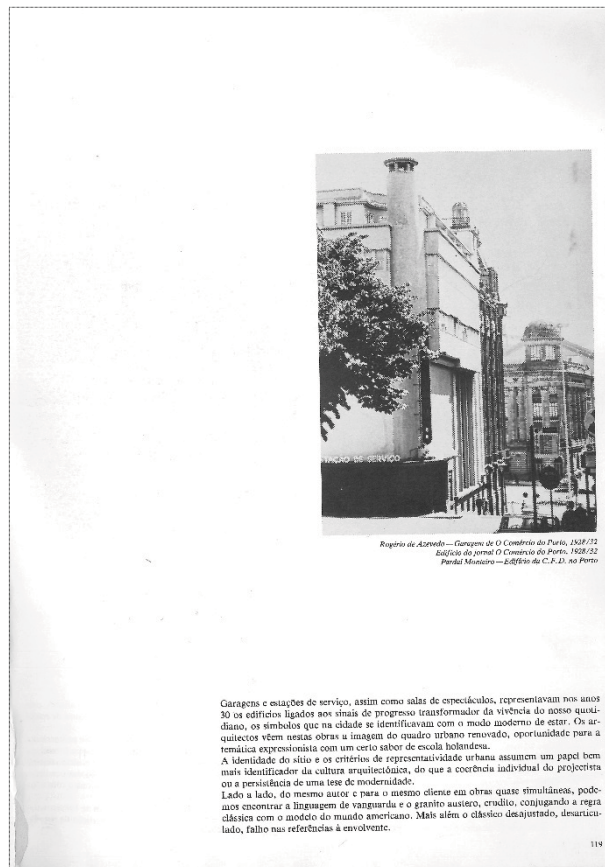 TAÇÃO DE SERVIÇO
Rogério de Azevedo — Garagem de O Comércio do Porto, 1928/32
Edifício do jornal O Comércio do Porto, 1928/32
Pardal Monteiro — Edifício da C.F.D. no Porto
Garagens e estações de serviço, assim como salas de espectáculos, representavam nos anos
30 os edifícios ligados aos sinais de progresso transformador da vivência do nosso quoti-
diano, os símbolos que na cidade se identificavam com o modo moderno de estar. Os ar-
quitectos vêem nestas obras a imagem do quadro urbano renovado, oportunidade para a
temática expressionista com um certo sabor de escola holandesa.
A identidade do sítio e os critérios de representatividade urbana assumem um papel bem
mais identificador da cultura arquitectónica, do que a coerência individual do projectista
ou a persistência de uma tese de modernidade.
Lado a lado, do mesmo autor e para o mesmo cliente em obras quase simultâneas, pode-
mos encontrar a linguagem de vanguarda e o granito austero, erudito, conjugando a regra
clássica com o modelo do mundo americano. Mais além o clássico desajustado, desarticu-
lado, falho nas referências à envolvente.
119